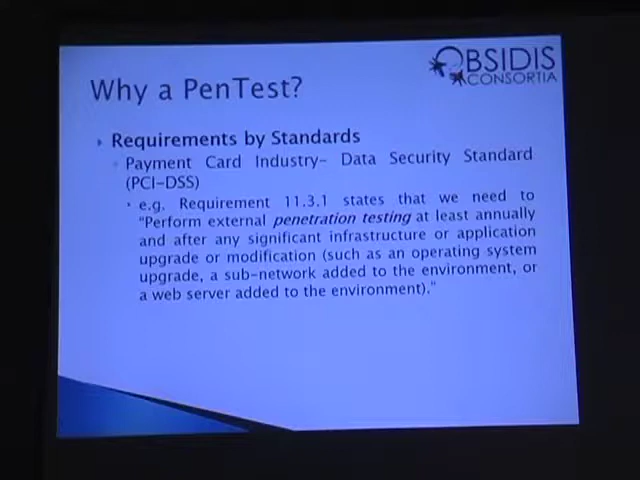 OBSIDIS
CONSORTIA
Why a PenTest?
Requirements by Standards
Payment Card Industry- Data Security Standard
(PCI-DSS)
e.g. Requirement 11.3.1 states that we need to
"Perform external penetration testing at least annually
and after any significant infrastructure or application
upgrade or modification (such as an operating system
upgrade, a sub-network added to the environment, or
a web server added to the environment)."